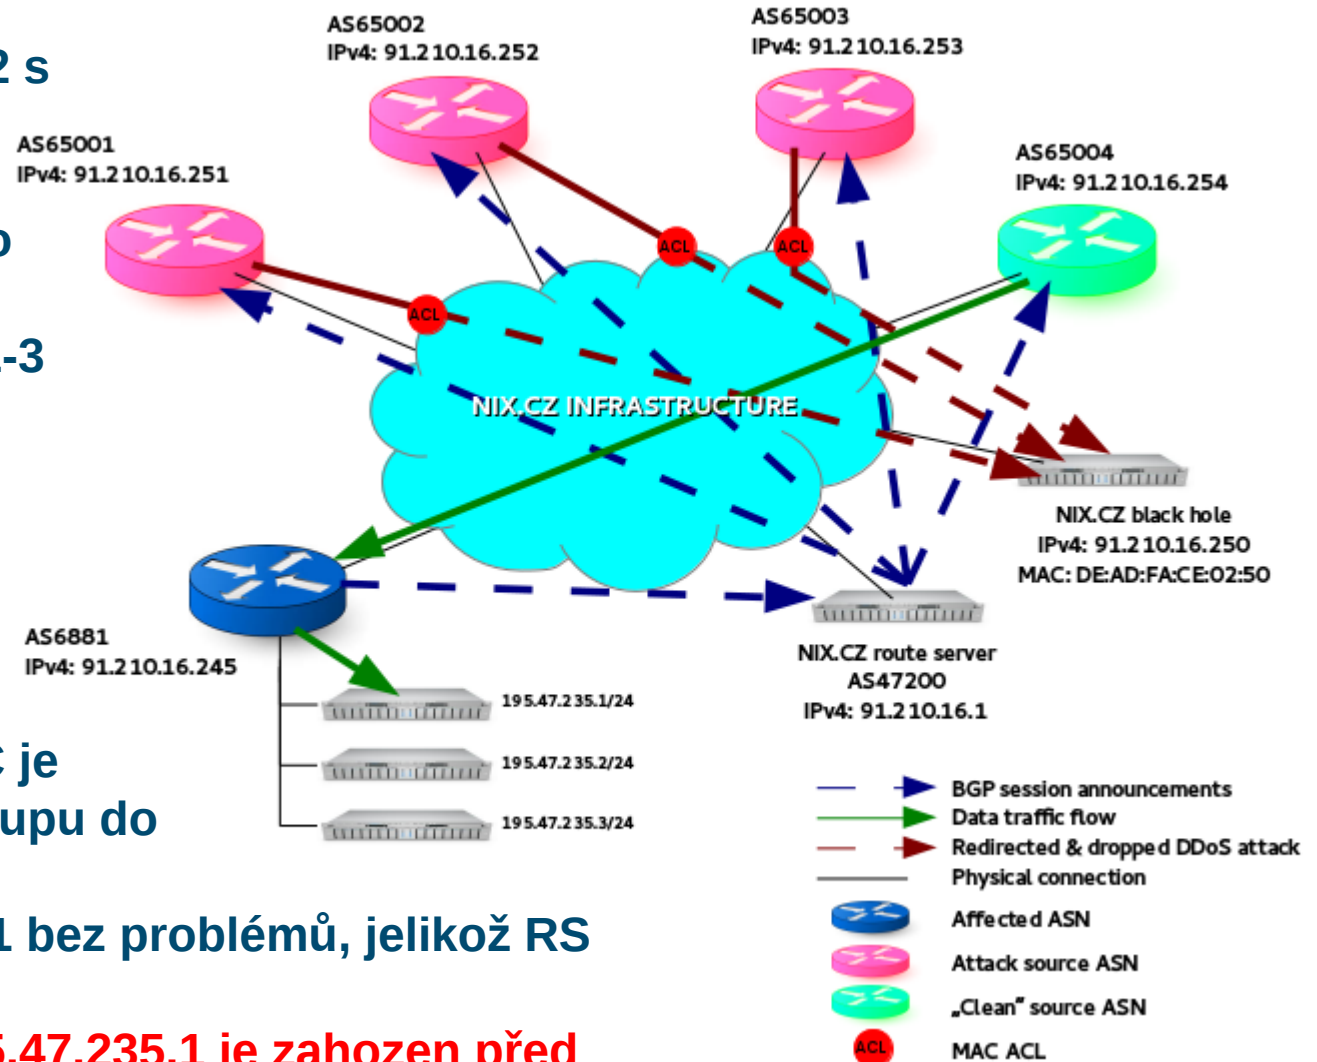 2 s
-3
je
upu do
1 bez problémů, jelikož RS
5.47.235.1 je zahozen před
AS65002
IPv4: 91.210.16.252
AS65003
IPv4: 91.210.16.253
AS65001
IPv4: 91.210.16.251
AS65004
IPv4: 91.210.16.254
ACL
ACL
ACL
NIX.CZ INFRASTRUCTURE
NIX.CZ black hole
IPv4: 91.210.16.250
MAC: DE:AD:FA:CE:02:50
AS6881
IPv4: 91.210.16.245
NIX.CZ route server
AS47200
IPv4: 91.210.16.1
195.47.235.1/24
195.47.235.2/24
195.47.235.3/24
BGP session announcements
Data traffic flow
Redirected & dropped DDoS attack
Physical connection
Affected ASN
Attack source ASN
„Clean" source ASN
ACL
MAC ACL